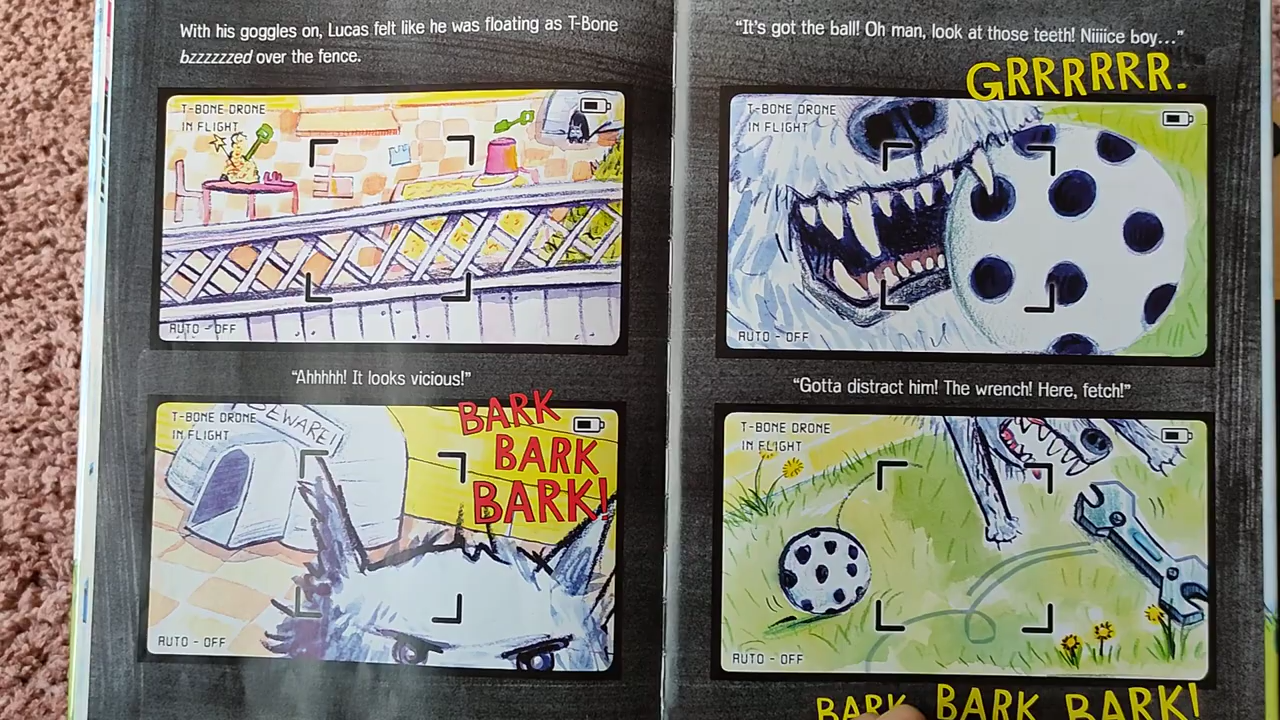 With his goggles on, Lucas felt like he was floating as T-Bone
bzzzzzzed over the fence.
T-BONE DRONE
IN FLIGHT
AUTO - OFF
"Ahhhhh! It looks vicious!"
T-BONE DRONE
IN FLIGHT
BEWARE!
BARK
BARK
BARK!
AUTO - OFF
"It's got the ball! Oh man, look at those teeth! Niiiice boy…"
GRRRRRR.
T-BONE DRONE
IN FLIGHT
AUTO - OFF
"Gotta distract him! The wrench! Here, fetch!"
T-BONE DRONE
IN FLIGHT
AUTO - OFF
BARK BARK BARK!